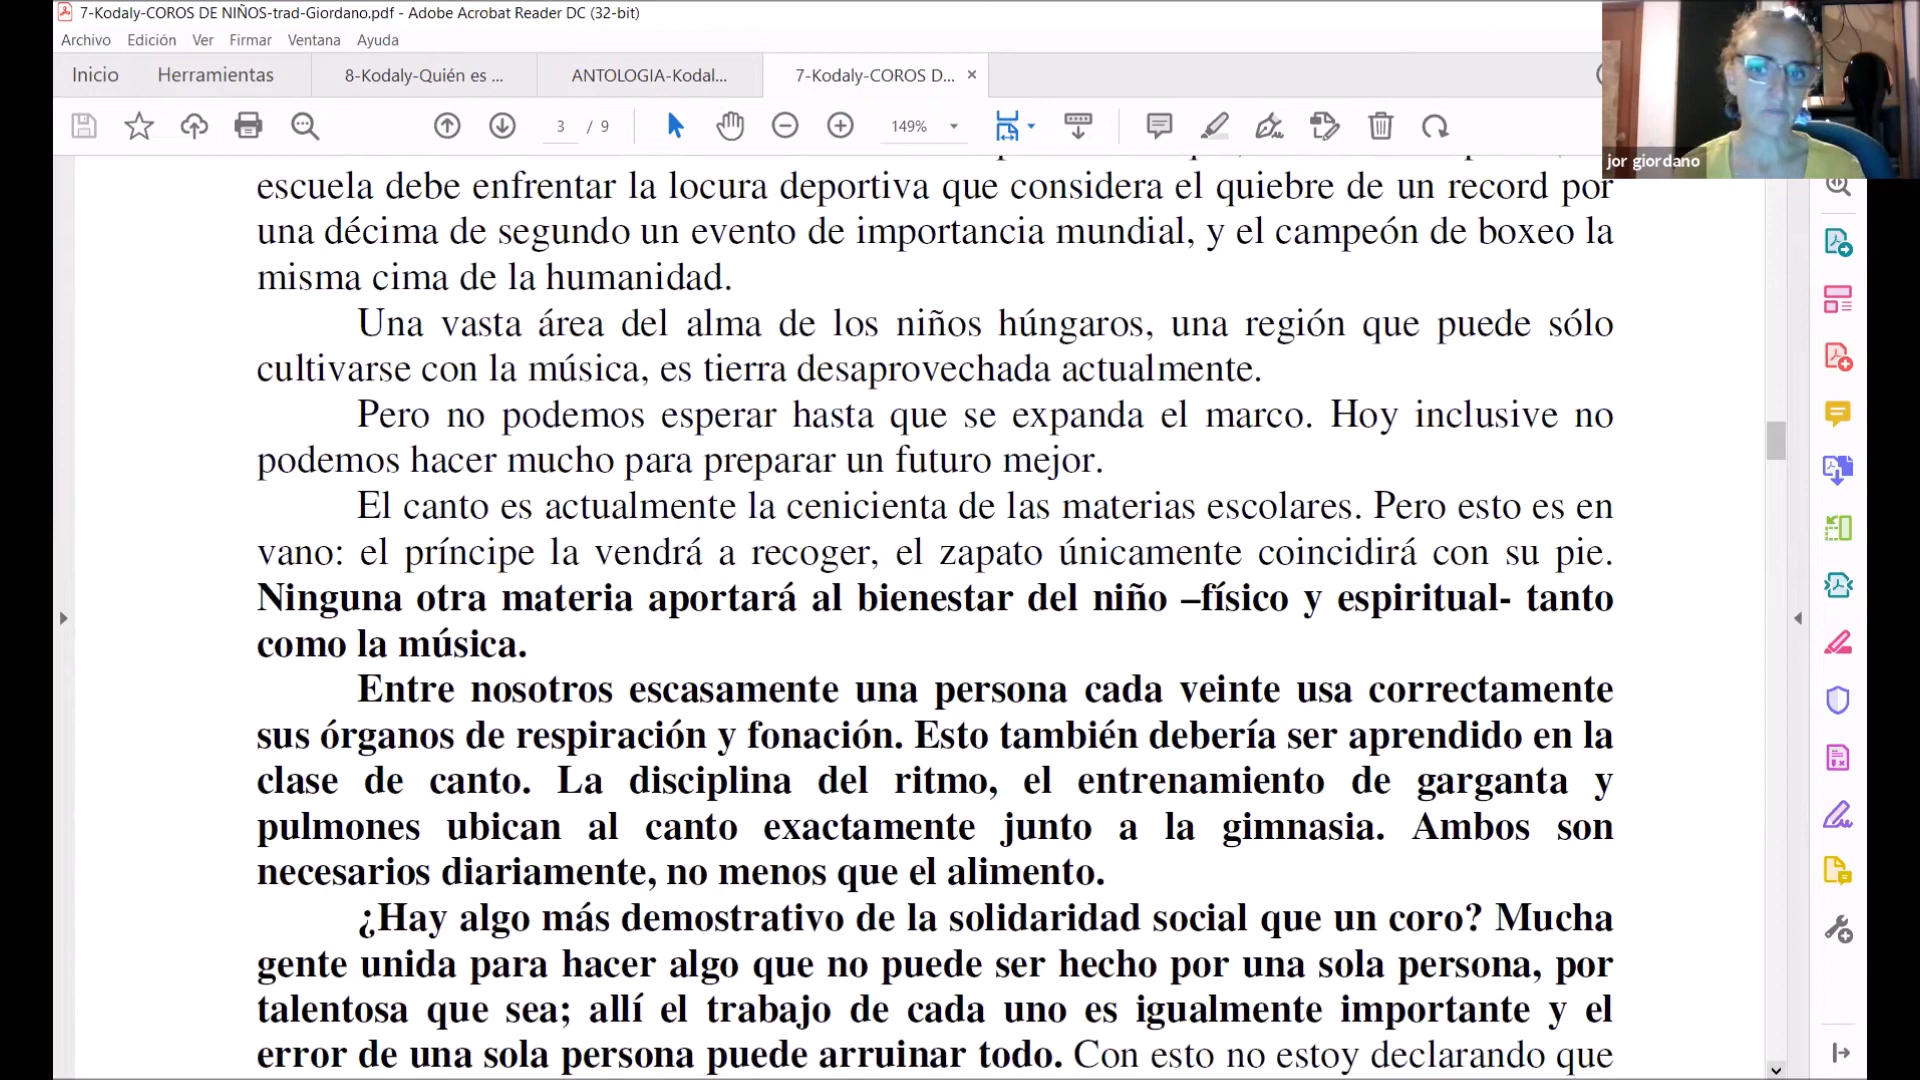 7-Kodaly-COROS DE NIÑOS-trad-Giordano.pdf - Adobe Acrobat Reader DC (32-bit)
Archivo Edición Ver Firmar Ventana Ayuda
Inicio Herramientas 8-Kodaly-Quién es ... ANTOLOGIA-Kodal... 7-Kodaly-COROS D... ×
3 / 9 149%
jor giordano
escuela debe enfrentar la locura deportiva que considera el quiebre de un record por
una décima de segundo un evento de importancia mundial, y el campeón de boxeo la
misma cima de la humanidad.
Una vasta área del alma de los niños húngaros, una región que puede sólo
cultivarse con la música, es tierra desaprovechada actualmente.
Pero no podemos esperar hasta que se expanda el marco. Hoy inclusive no
podemos hacer mucho para preparar un futuro mejor.
El canto es actualmente la cenicienta de las materias escolares. Pero esto es en
vano: el príncipe la vendrá a recoger, el zapato únicamente coincidirá con su pie.
Ninguna otra materia aportará al bienestar del niño –físico y espiritual- tanto
como la música.
Entre nosotros escasamente una persona cada veinte usa correctamente
sus órganos de respiración y fonación. Esto también debería ser aprendido en la
clase de canto. La disciplina del ritmo, el entrenamiento de garganta y
pulmones ubican al canto exactamente junto a la gimnasia. Ambos son
necesarios diariamente, no menos que el alimento.
¿Hay algo más demostrativo de la solidaridad social que un coro? Mucha
gente unida para hacer algo que no puede ser hecho por una sola persona, por
talentosa que sea; allí el trabajo de cada uno es igualmente importante y el
error de una sola persona puede arruinar todo. Con esto no estoy declarando que